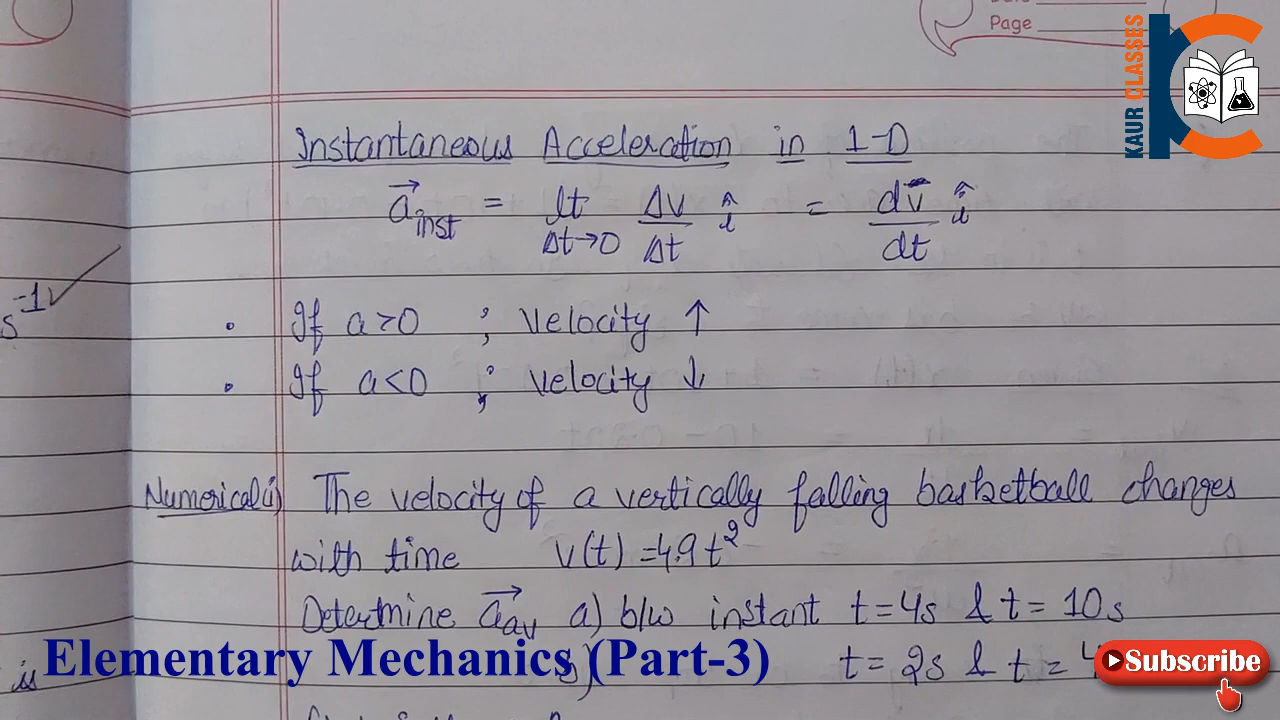 Page
KAUR CLASSES
Instantaneous Acceleration in 1-D
a⃗inst = lt Δt→0 Δv/Δt î = dv⃗/dt î
s⁻¹
• If a>0 ; velocity ↑
• If a<0 ; velocity ↓
Numerical(i) The velocity of a vertically falling basketball changes
with time v(t) = 4.9t²
Determine a⃗av a) b/w instant t=4s & t=10s
is
t=2s & t=
Elementary Mechanics (Part-3)
Subscribe